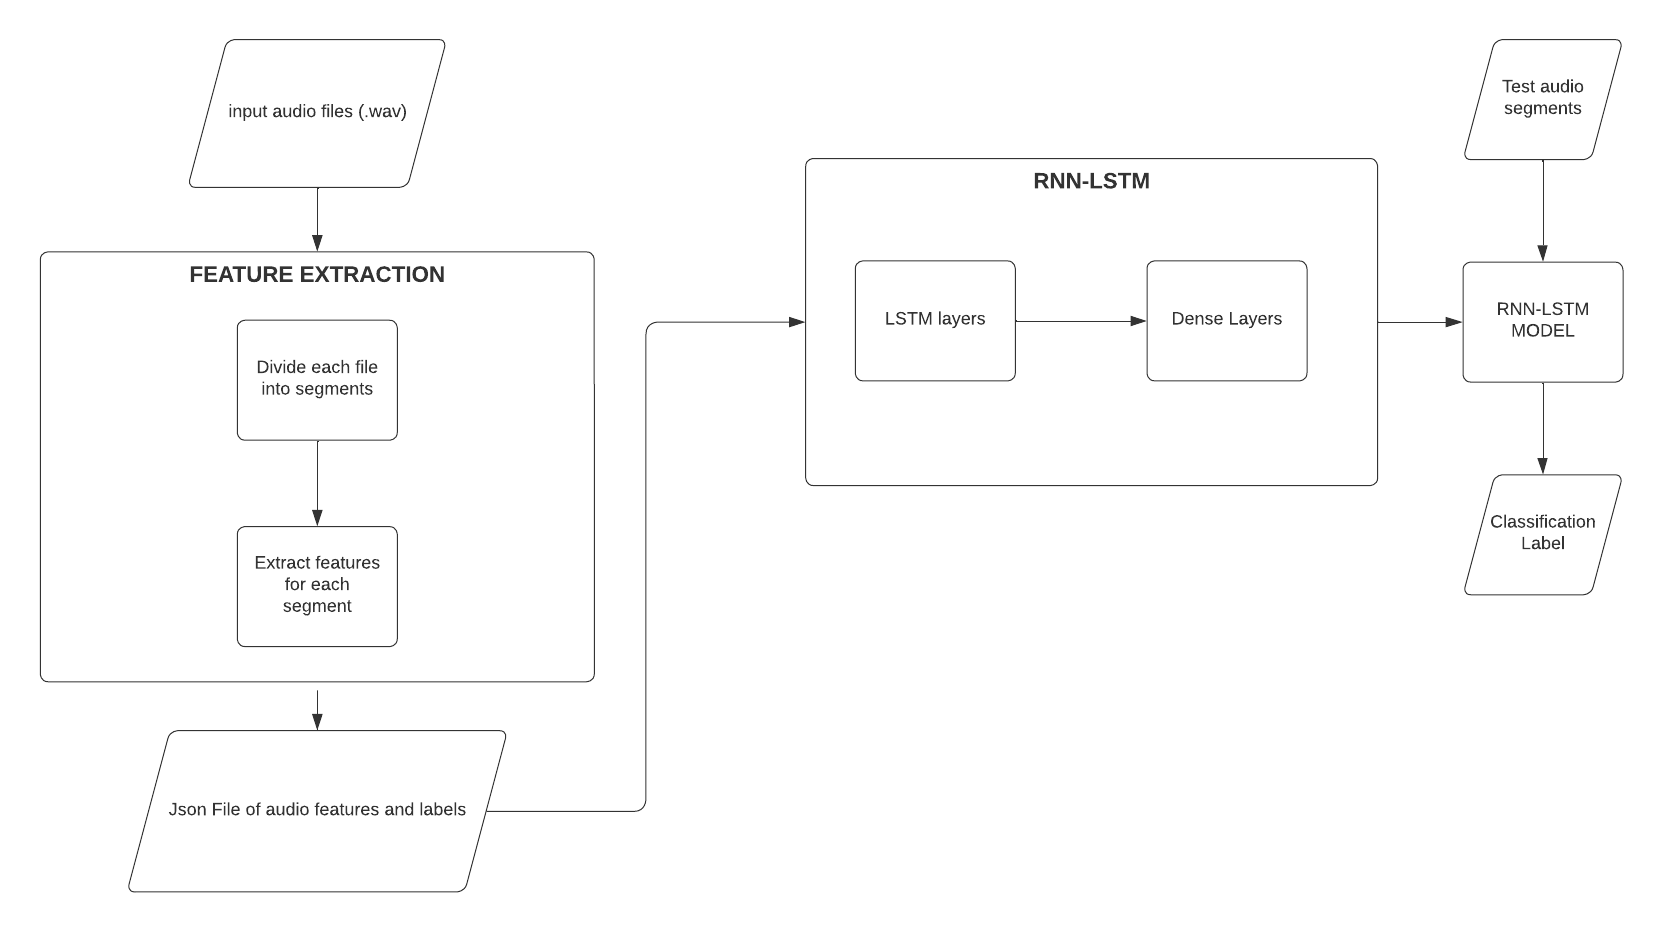 input audio files (.wav)
FEATURE EXTRACTION
Divide each file
into segments
Extract features
for each
segment
Json File of audio features and labels
RNN-LSTM
LSTM layers
Dense Layers
Test audio
segments
RNN-LSTM
MODEL
Classification
Label